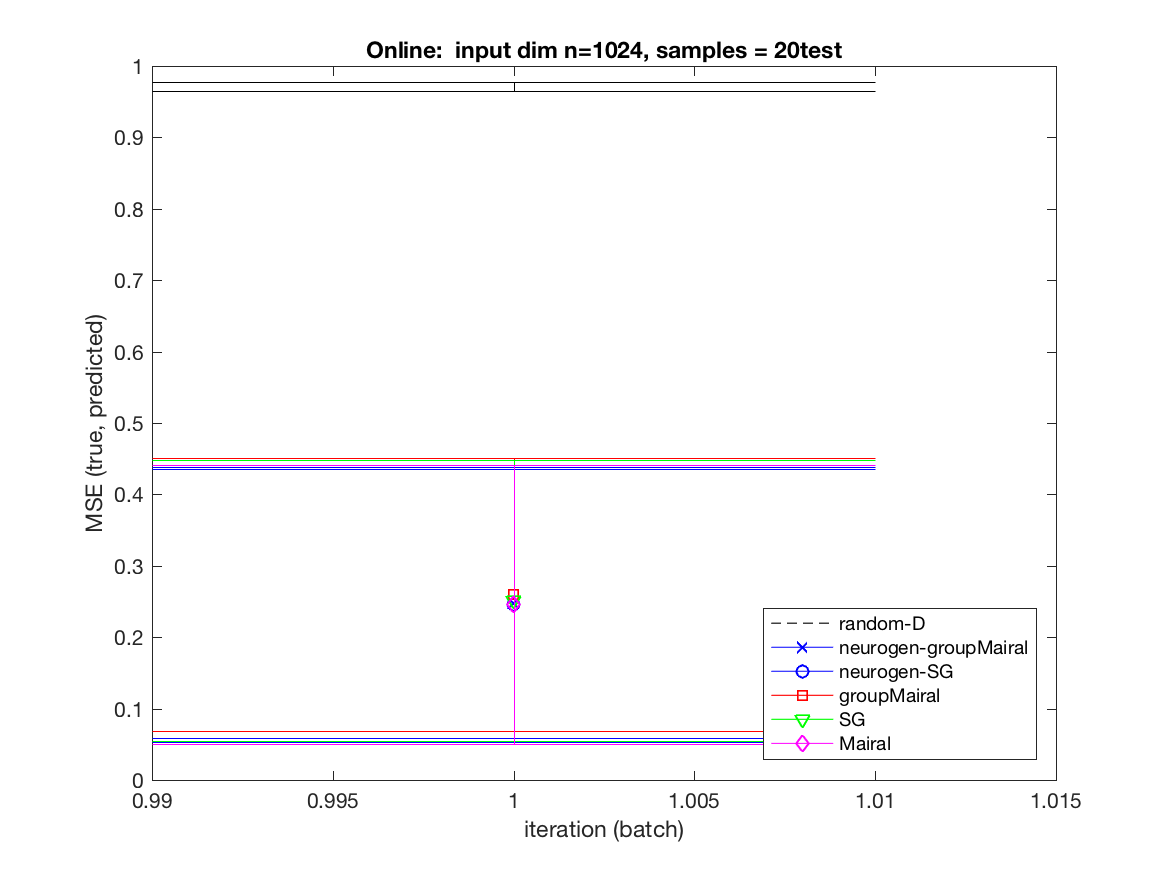 Online:  input dim n=1024, samples = 20test
1
0.9
0.8
0.7
0.6
0.5
0.4
0.3
0.2
0.1
0
MSE (true, predicted)
random-D
neurogen-groupMairal
neurogen-SG
groupMairal
SG
Mairal
0.99
0.995
1
1.005
1.01
1.015
iteration (batch)